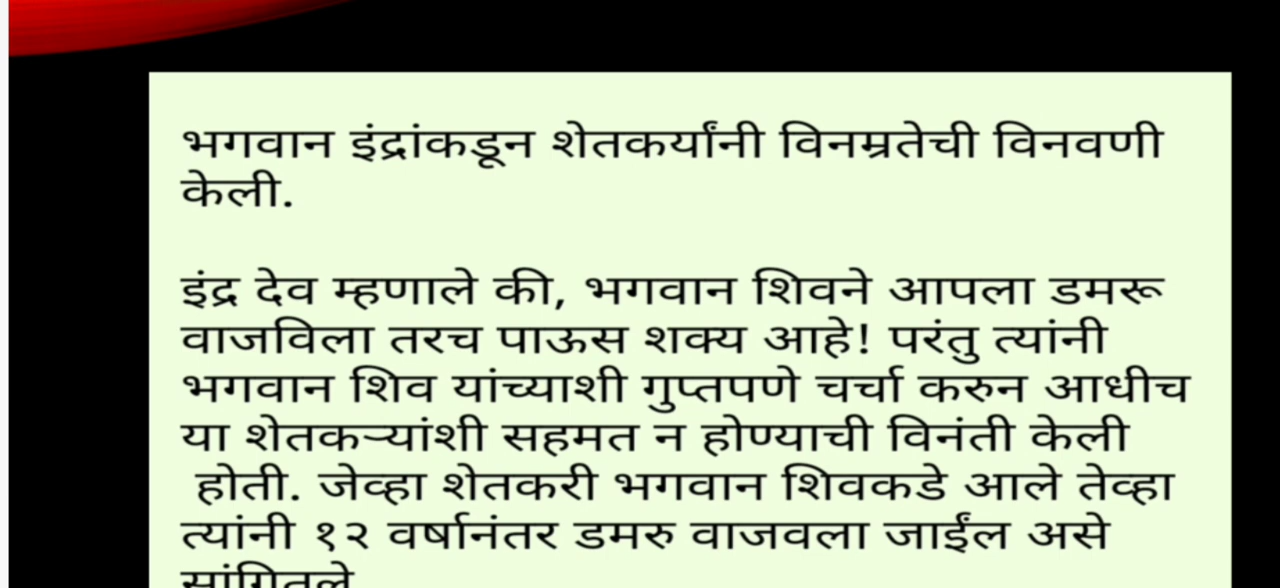 भगवान इंद्रांकडून शेतकर्यांनी विनम्रतेची विनवणी
केली.
इंद्र देव म्हणाले की, भगवान शिवने आपला डमरू
वाजविला तरच पाऊस शक्य आहे! परंतु त्यांनी
भगवान शिव यांच्याशी गुप्तपणे चर्चा करुन आधीच
या शेतकऱ्यांशी सहमत न होण्याची विनंती केली
होती. जेव्हा शेतकरी भगवान शिवकडे आले तेव्हा
त्यांनी १२ वर्षानंतर डमरु वाजवला जाईल असे
सांगितले